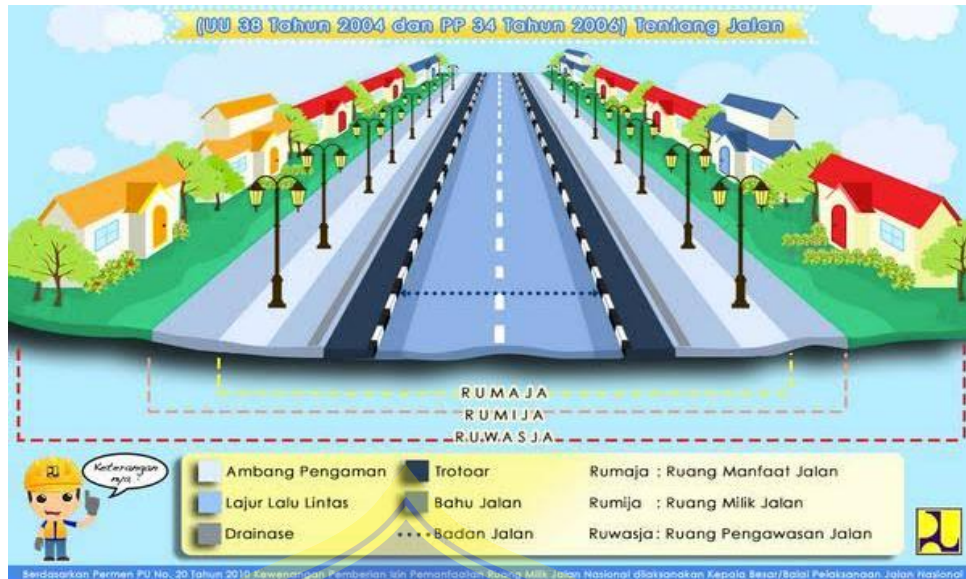 (UU 38 Tahun 2004 dan PP 34 Tahun 2006) Tentang Jalan
RUMAJA
RUMIJA
RUWASJA
Keterangan
nya :
Ambang Pengaman
Trotoar
Rumaja : Ruang Manfaat Jalan
Lajur Lalu Lintas
Bahu Jalan
Rumija : Ruang Milik Jalan
Drainase
Badan Jalan
Ruwasja : Ruang Pengawasan Jalan
Berdasarkan Permen PU No. 20 Tahun 2010 Kewenangan Pemberian Izin Pemanfaatan Ruang Milik Jalan Nasional dilaksanakan Kepala Besar/Balai Pelaksanaan Jalan Nasional